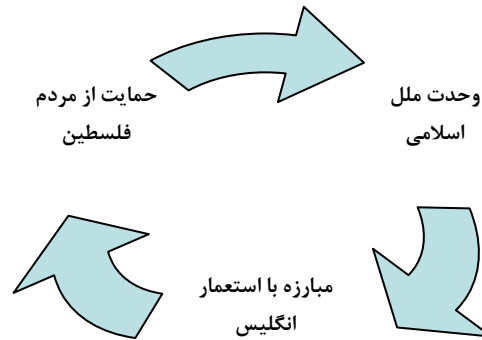 وحدت ملل
اسلامی
حمایت از مردم
فلسطین
مبارزه با استعمار
انگلیس